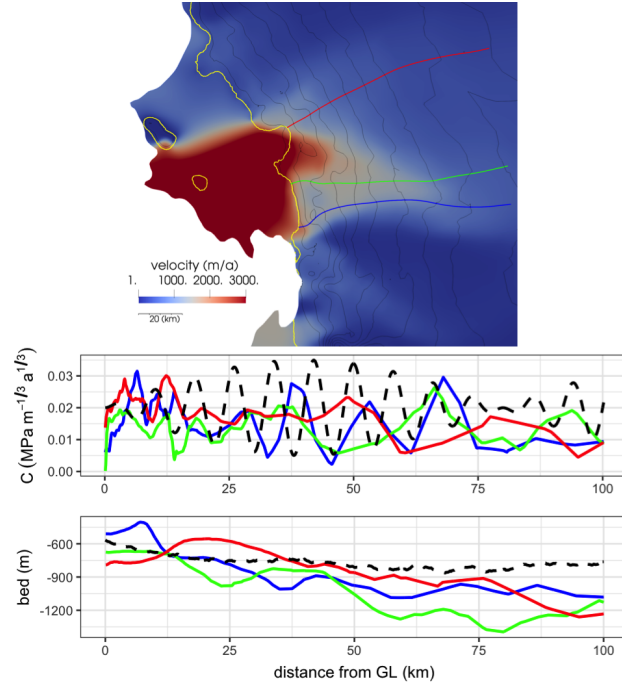 velocity (m/a)
1. 1000. 2000. 3000.
20 (km)
C (MPa m⁻¹/³ a¹/³)
0.03
0.02
0.01
0.00
0 25 50 75 100
bed (m)
-600
-900
-1200
0 25 50 75 100
distance from GL (km)